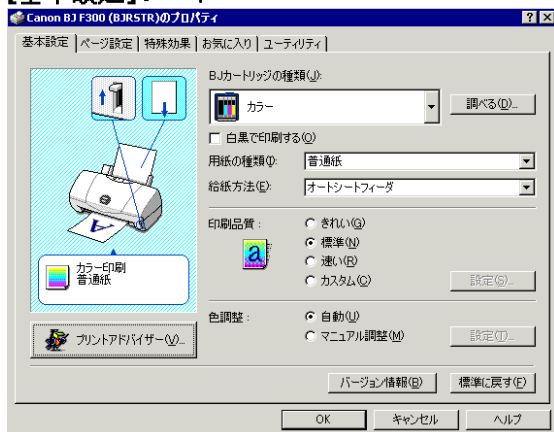 Canon BJ F300 (BJRSTR)のプロパティ
基本設定 ページ設定 特殊効果 お気に入り ユーティリティ
BJカートリッジの種類(J):
カラー 調べる(D)...
白黒で印刷する(O)
用紙の種類(I): 普通紙
給紙方法(E): オートシートフィーダ
印刷品質: きれい(G)
標準(N)
速い(R)
カスタム(C) 設定(S)...
a
カラー印刷
普通紙
色調整: 自動(U)
マニュアル調整(M) 設定(T)...
プリントアドバイザー(V)...
バージョン情報(B) 標準に戻す(F)
OK キャンセル ヘルプ